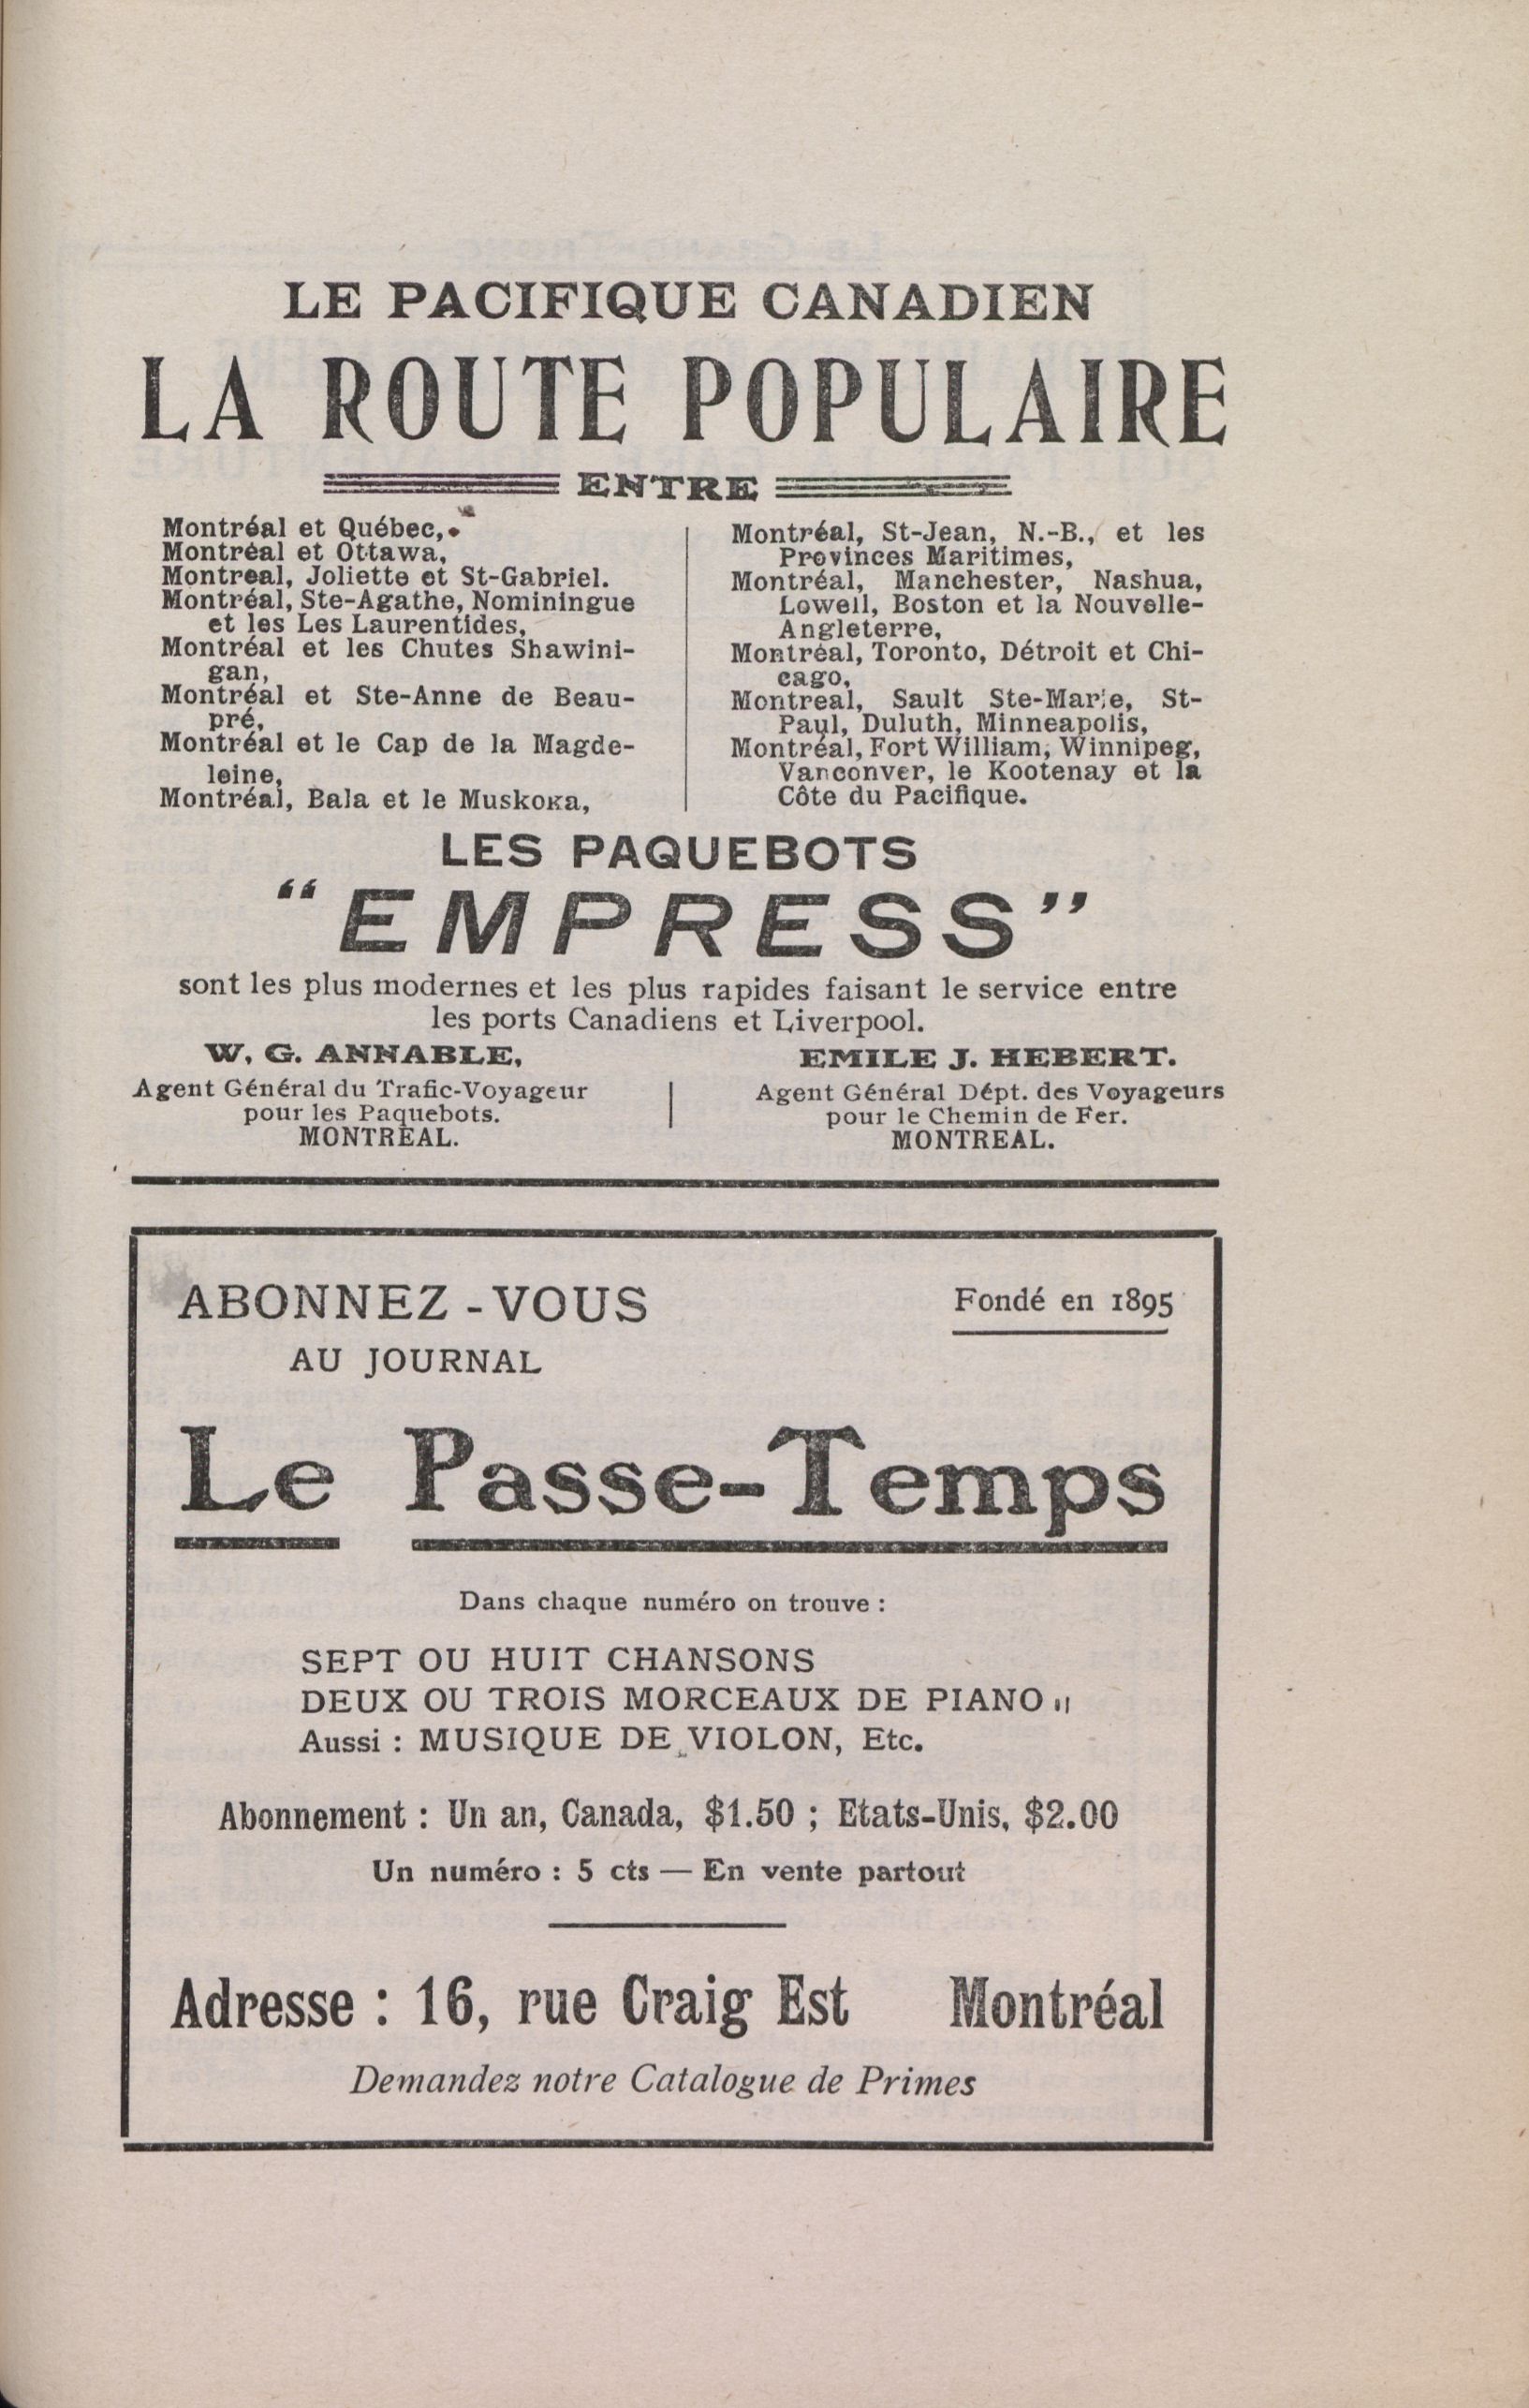 LE PACIFIQUE CANADIEN
LA ROUTE POPULAIRE
ENTRE
Montréal et Québec,
Montréal et Ottawa,
Montreal, Joliette et St-Gabriel.
Montréal, Ste-Agathe, Nominingue
et les Les Laurentides,
Montréal et les Chutes Shawini-
gan,
Montréal et Ste-Anne de Beau-
pré,
Montréal et le Cap de la Magde-
leine,
Montréal, Bala et le Muskoka,
Montréal, St-Jean, N.-B., et les
Provinces Maritimes,
Montréal, Manchester, Nashua,
Lowell, Boston et la Nouvelle-
Angleterre,
Montréal, Toronto, Détroit et Chi-
cago,
Montreal, Sault Ste-Marie, St-
Paul, Duluth, Minneapolis,
Montréal, Fort William, Winnipeg,
Vanconver, le Kootenay et la
Côte du Pacifique.
LES PAQUEBOTS
“EMPRESS”
sont les plus modernes et les plus rapides faisant le service entre
les ports Canadiens et Liverpool.
W. G. ANNABLE,
Agent Général du Trafic-Voyageur
pour les Paquebots.
MONTREAL.
EMILE J. HEBERT.
Agent Général Dépt. des Voyageurs
pour le Chemin de Fer.
MONTREAL.
ABONNEZ-VOUS
Fondé en 1895
AU JOURNAL
Le Passe-Temps
Dans chaque numéro on trouve :
SEPT OU HUIT CHANSONS
DEUX OU TROIS MORCEAUX DE PIANO
Aussi : MUSIQUE DE VIOLON, Etc.
Abonnement : Un an, Canada, $1.50 ; Etats-Unis, $2.00
Un numéro : 5 cts — En vente partout
Adresse : 16, rue Craig Est Montréal
Demandez notre Catalogue de Primes